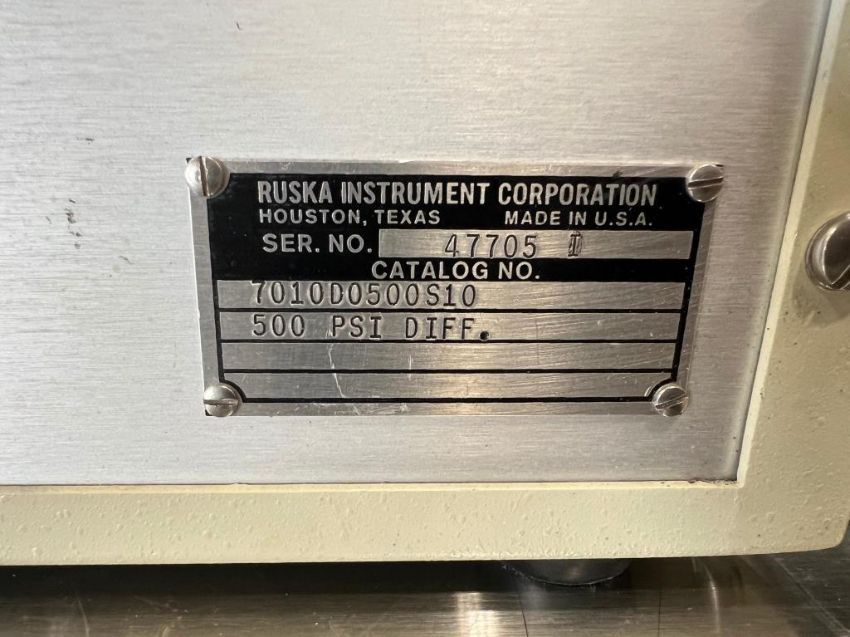 RUSKA INSTRUMENT CORPORATION
HOUSTON, TEXAS MADE IN U.S.A.
SER. NO. 47705
CATALOG NO.
7010D0500S10
500 PSI DIFF.